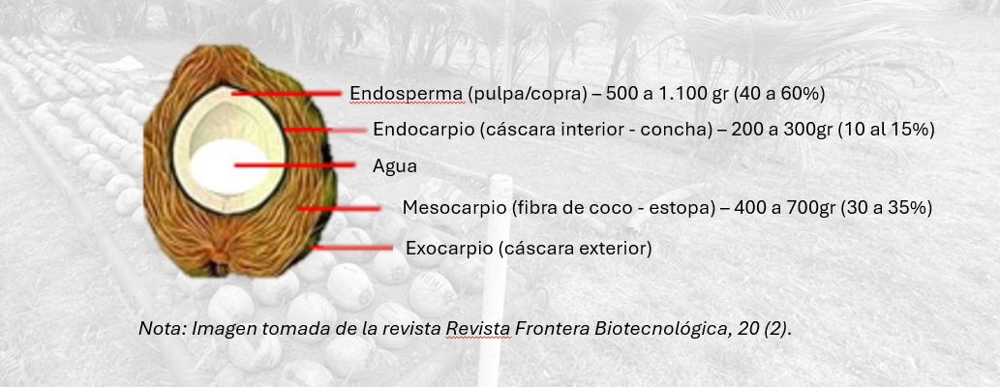 Endosperma (pulpa/copra) – 500 a 1.100 gr (40 a 60%)
Endocarpio (cáscara interior - concha) – 200 a 300gr (10 al 15%)
Agua
Mesocarpio (fibra de coco - estopa) – 400 a 700gr (30 a 35%)
Exocarpio (cáscara exterior)
Nota: Imagen tomada de la revista Revista Frontera Biotecnológica, 20 (2).